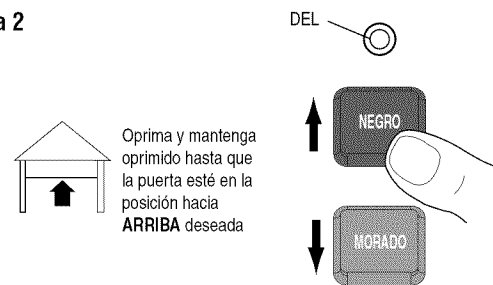 a 2
DEL
NEGRO
Oprima y mantenga
oprimido hasta que
la puerta esté en la
posición hacia
ARRIBA deseada
MORADO